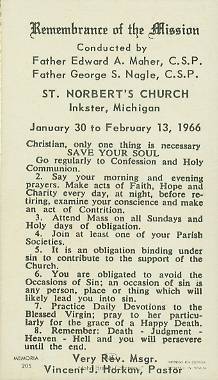 Remembrance of the Mission
Conducted by
Father Edward A. Maher, C.S.P.
Father George S. Nagle, C.S.P.
ST. NORBERT'S CHURCH
Inkster, Michigan
January 30 to February 13, 1966
Christian, only one thing is necessary
SAVE YOUR SOUL
Go regularly to Confession and Holy
Communion.
2. Say your morning and evening
prayers. Make acts of Faith, Hope and
Charity every day, at night, before re-
tiring, examine your conscience and make
an act of Contrition.
3. Attend Mass on all Sundays and
Holy days of obligation.
4. Join at least one of your Parish
Societies.
5. It is an obligation binding under
sin to contribute to the support of the
Church.
6. You are obligated to avoid the
Occasions of Sin; an occasion of sin is
any person, place or thing which will
likely lead you into sin.
7. Practice Daily Devotions to the
Blessed Virgin; pray to her particu-
larly for the grace of a Happy Death.
8. Remember: Death - Judgment -
Heaven - Hell and you will persevere
until the end.
Very Rev. Msgr.
MEMORIA
205
Vincent J. Horkon, Pastor